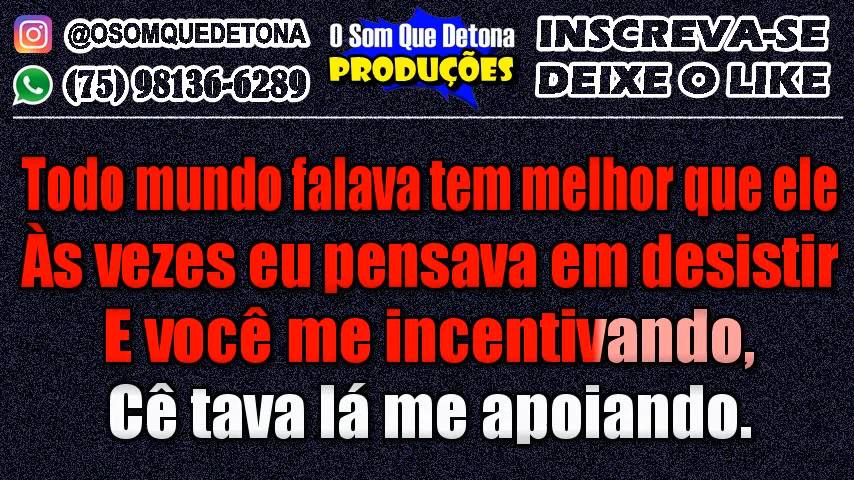 @OSOMQUEDETONA
(75) 98136-6289
O Som Que Detona
PRODUÇÕES
INSCREVA-SE
DEIXE O LIKE
Todo mundo falava tem melhor que ele
Às vezes eu pensava em desistir
E você me incentivando,
Cê tava lá me apoiando.